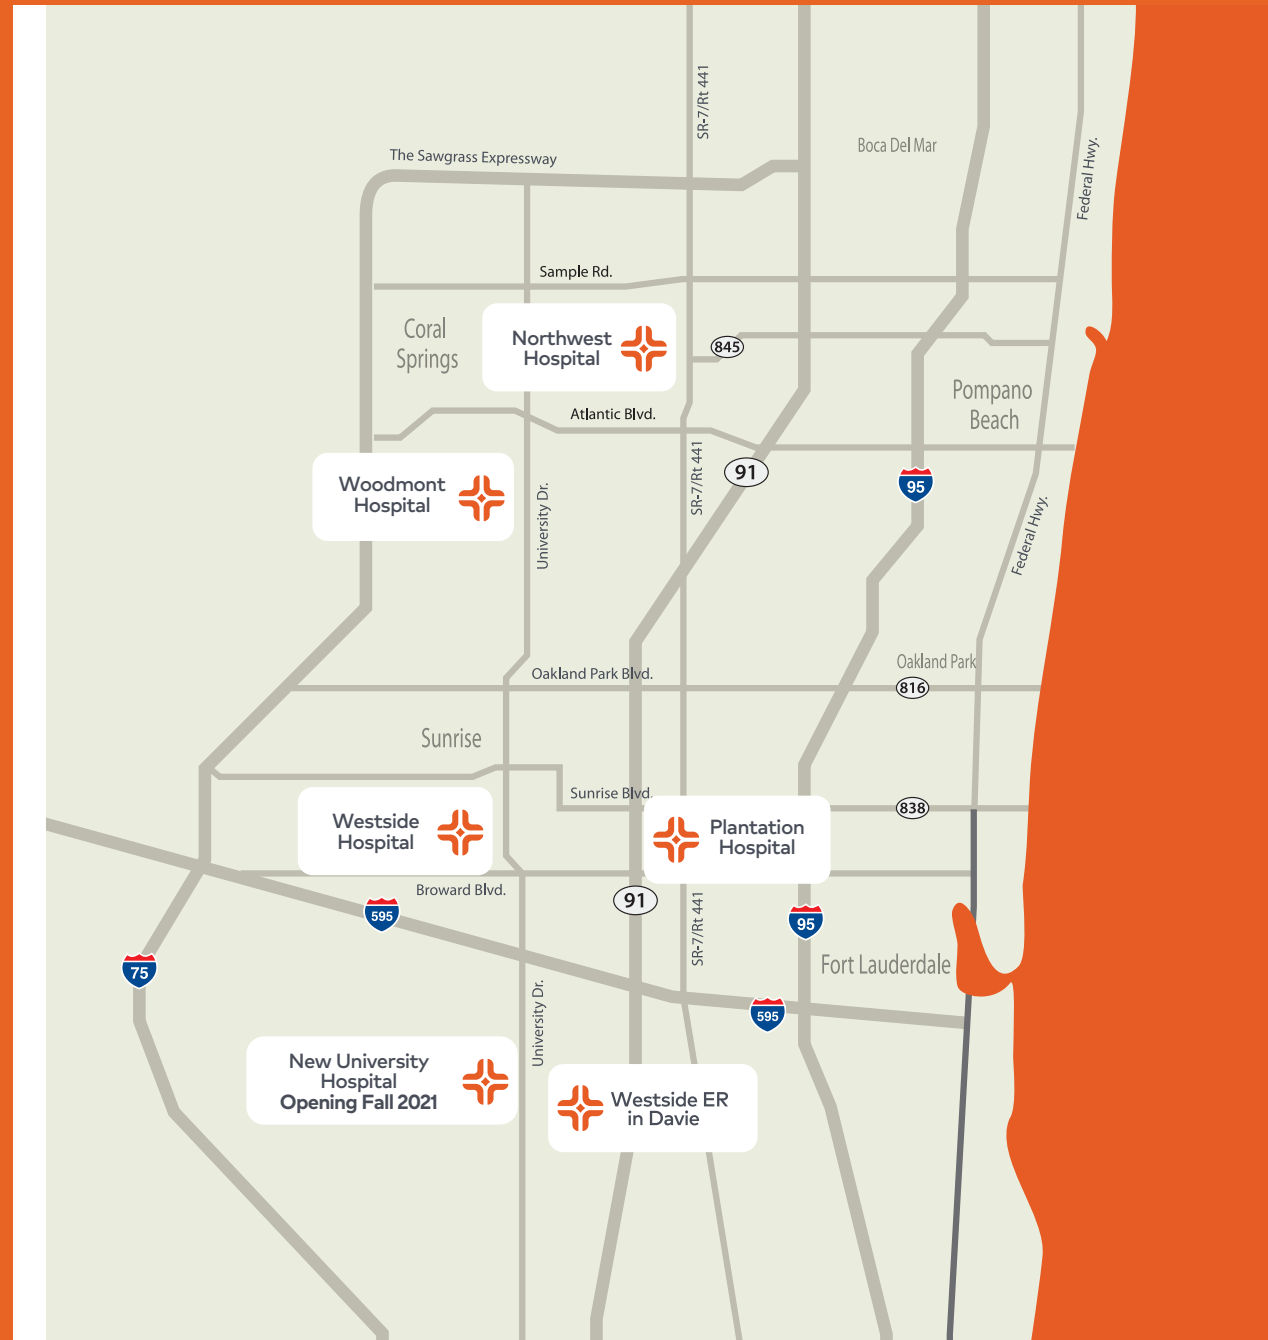 SR-7/Rt 441
Boca Del Mar
The Sawgrass Expressway
Federal Hwy.
Sample Rd.
Coral
Springs
Northwest
Hospital
845
Pompano
Beach
Atlantic Blvd.
SR-7/Rt 441
91
95
Woodmont
Hospital
University Dr.
Federal Hwy.
Oakland Park
Oakland Park Blvd.
816
Sunrise
Sunrise Blvd.
838
Westside
Hospital
Plantation
Hospital
Broward Blvd.
91
595
95
SR-7/Rt 441
Fort Lauderdale
75
University Dr.
595
New University
Hospital
Opening Fall 2021
Westside ER
in Davie